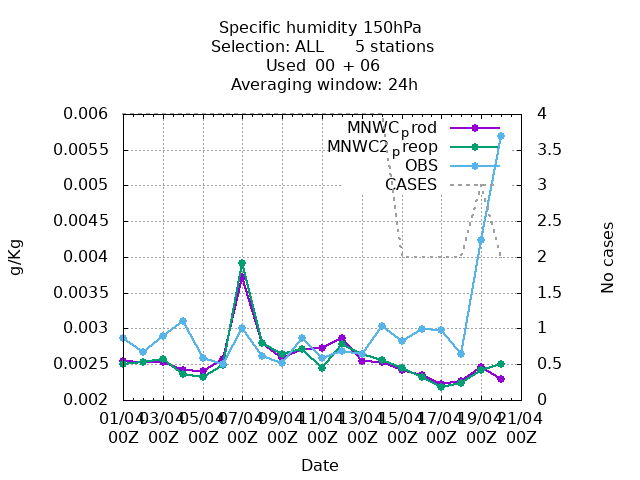 Specific humidity 150hPa
Selection: ALL 5 stations
Used 00 + 06
Averaging window: 24h
0.006 4
MNWCprod
MNWC2preop
0.0055 3.5
OBS
0.005 CASES 3
0.0045 2.5
g/Kg 0.004 2 No cases
0.0035 1.5
0.003 1
0.0025 0.5
0.002 0
01/04 03/04 05/04 07/04 09/04 11/04 13/04 15/04 17/04 19/04 21/04
00Z 00Z 00Z 00Z 00Z 00Z 00Z 00Z 00Z 00Z 00Z
Date